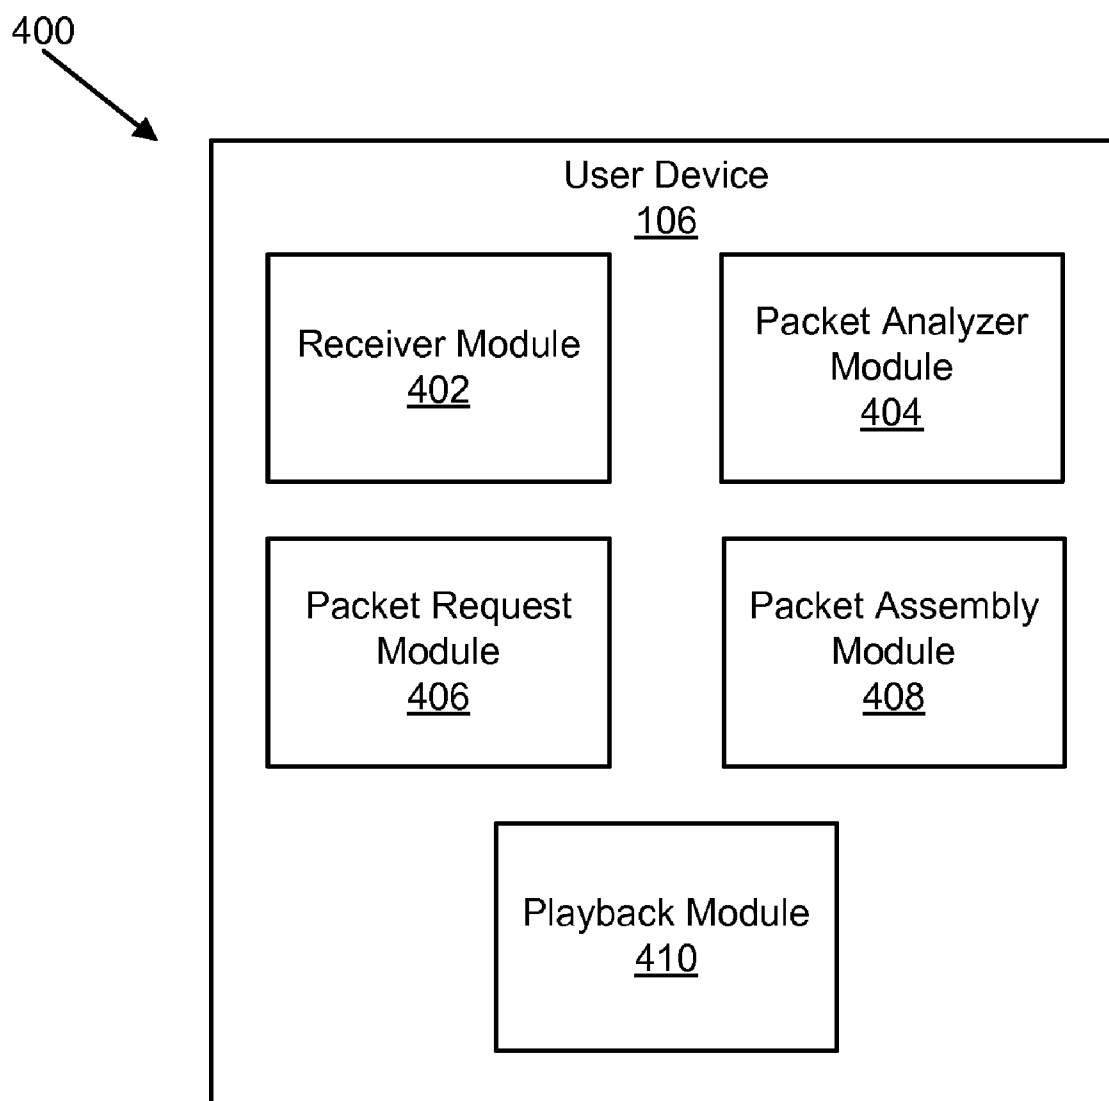 400
User Device
106
Receiver Module
402
Packet Analyzer
Module
404
Packet Request
Module
406
Packet Assembly
Module
408
Playback Module
410